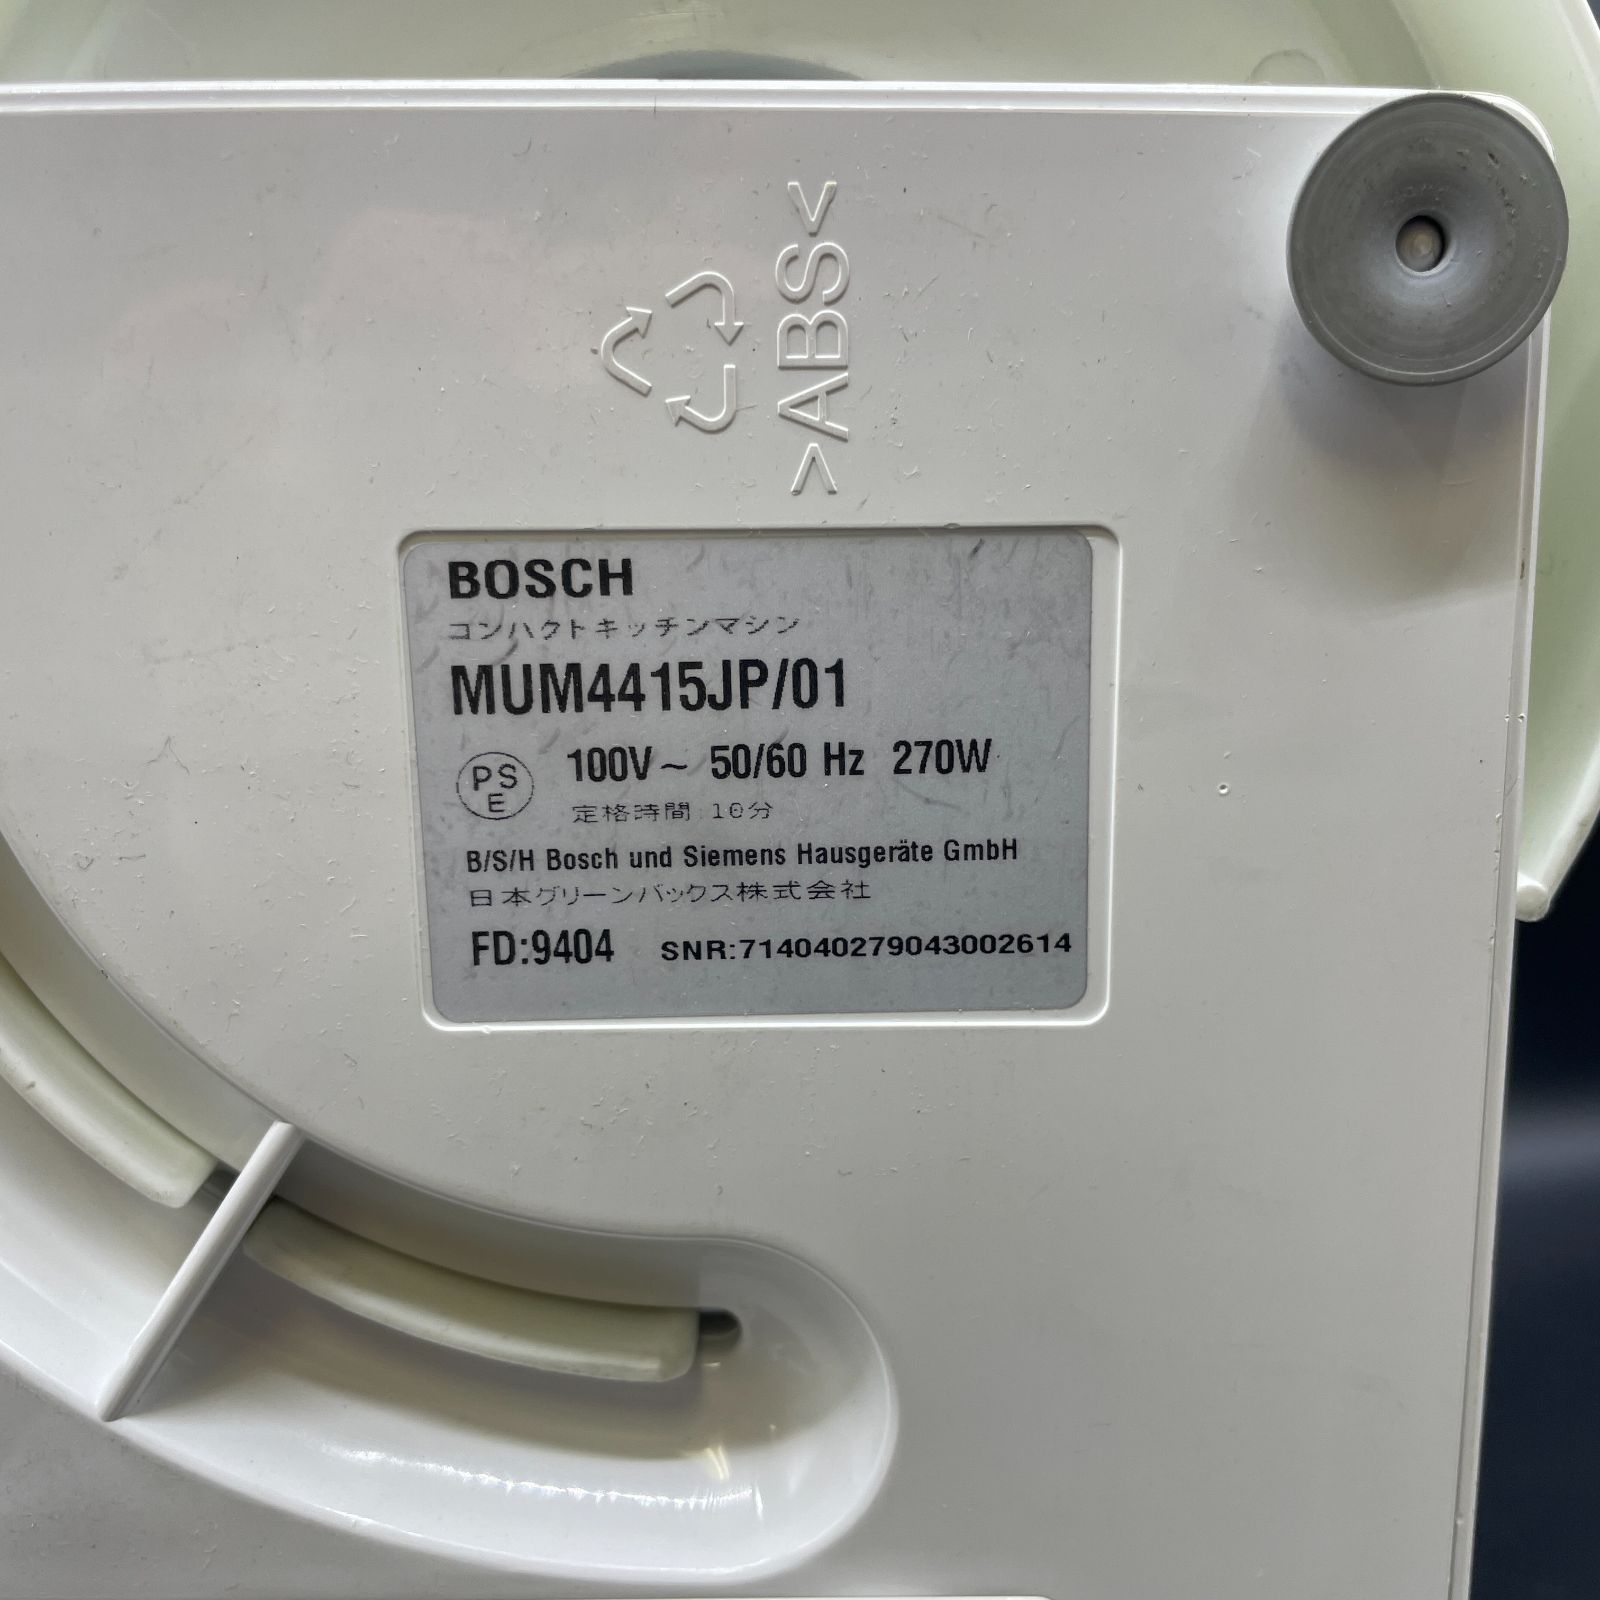 >ABS<
BOSCH
コンパクトキッチンマシン
MUM4415JP/01
PS
E
100V~ 50/60 Hz 270W
定格時間:10分
B/S/H Bosch und Siemens Hausgeräte GmbH
日本グリーンパックス株式会社
FD:9404 SNR:714040279043002614